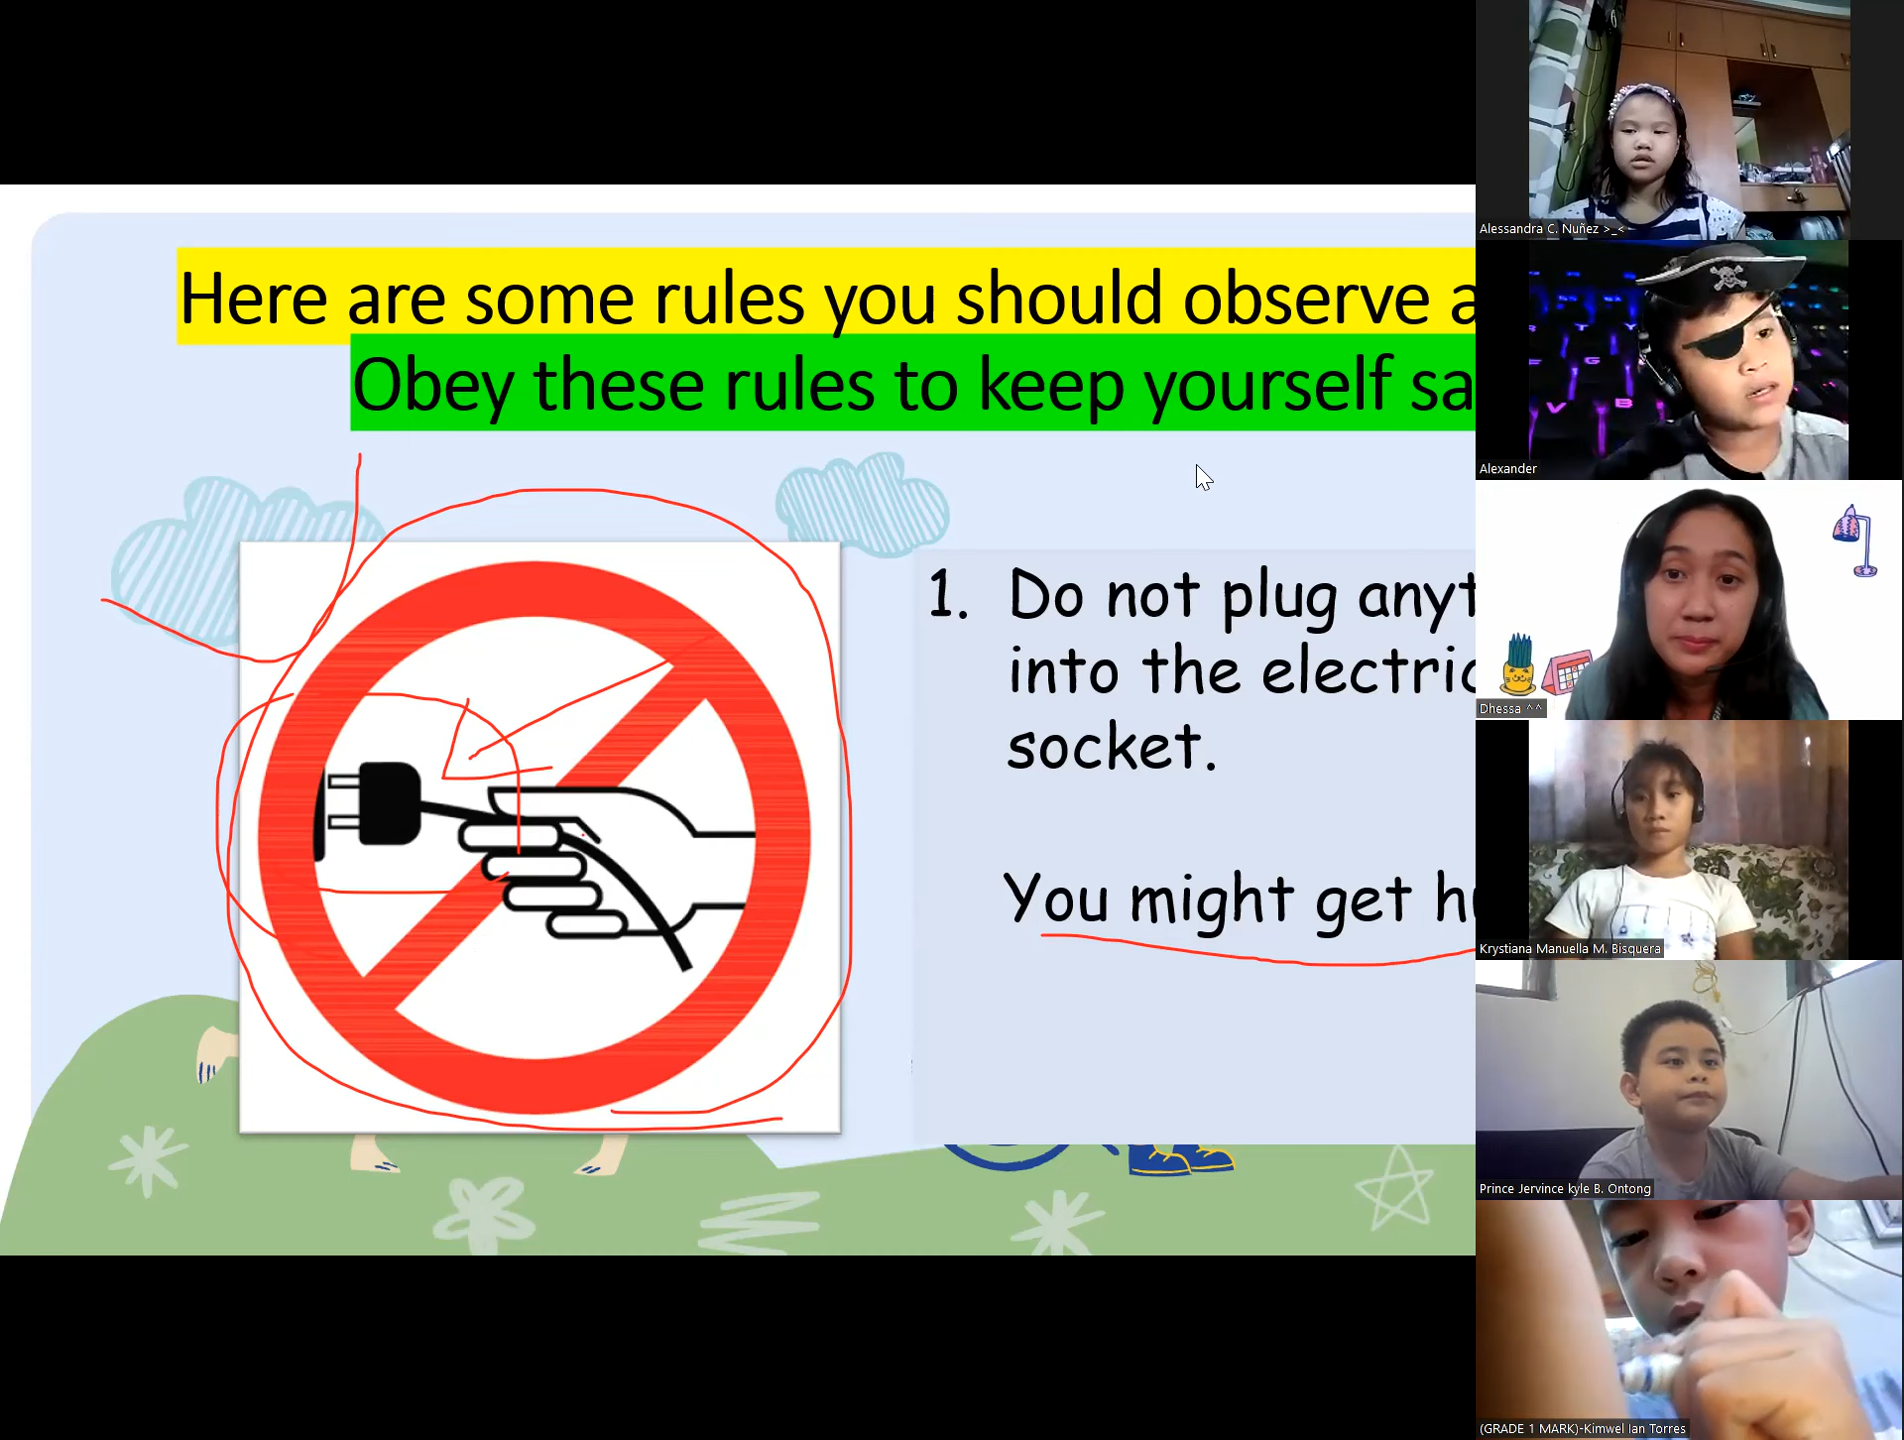 Here are some rules you should observe a
Obey these rules to keep yourself sa
1. Do not plug anyt
into the electric
socket.
You might get hu
Alessandra C. Nuñez >_<
Alexander
Dhessa ^^
Krystiana Manuella M. Bisquera
Prince Jervince kyle B. Ontong
(GRADE 1 MARK)-Kimwel Ian Torres